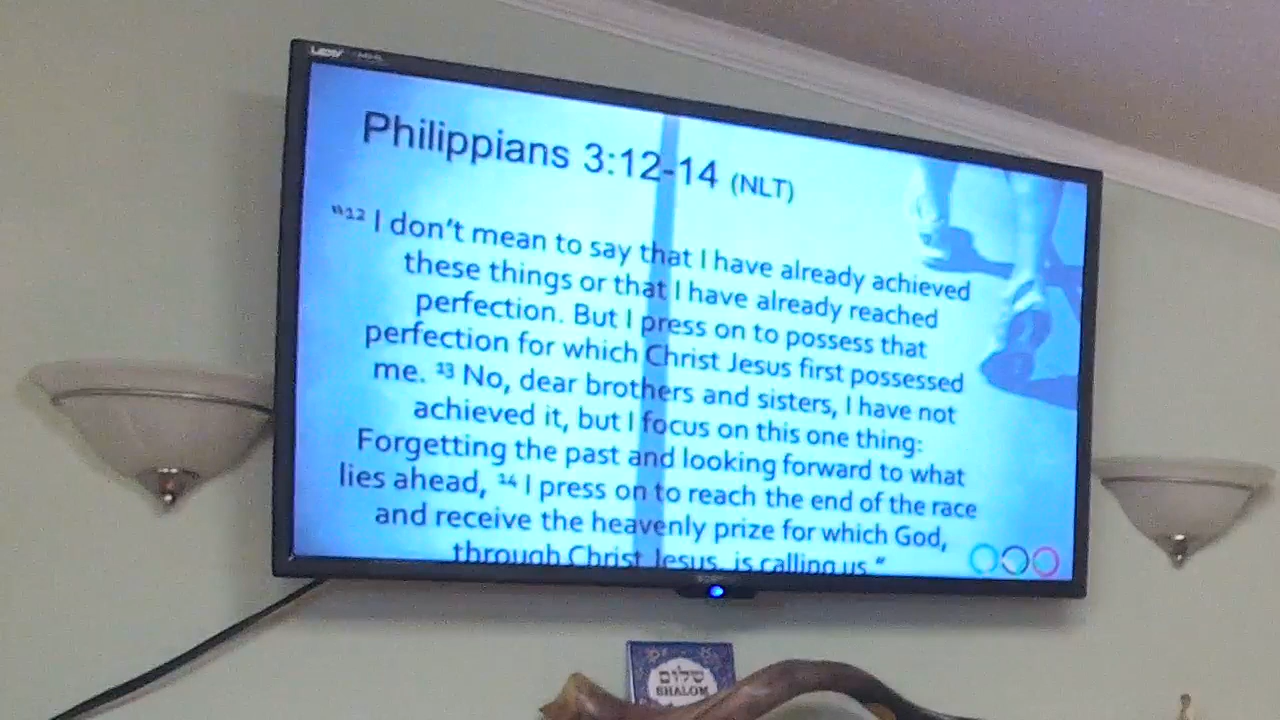 Philippians 3:12-14 (NLT)
“12 I don’t mean to say that I have already achieved
these things or that I have already reached
perfection. But I press on to possess that
perfection for which Christ Jesus first possessed
me. 13 No, dear brothers and sisters, I have not
achieved it, but I focus on this one thing:
Forgetting the past and looking forward to what
lies ahead, 14 I press on to reach the end of the race
and receive the heavenly prize for which God,
through Christ Jesus, is calling us.“
שלום
SHALOM